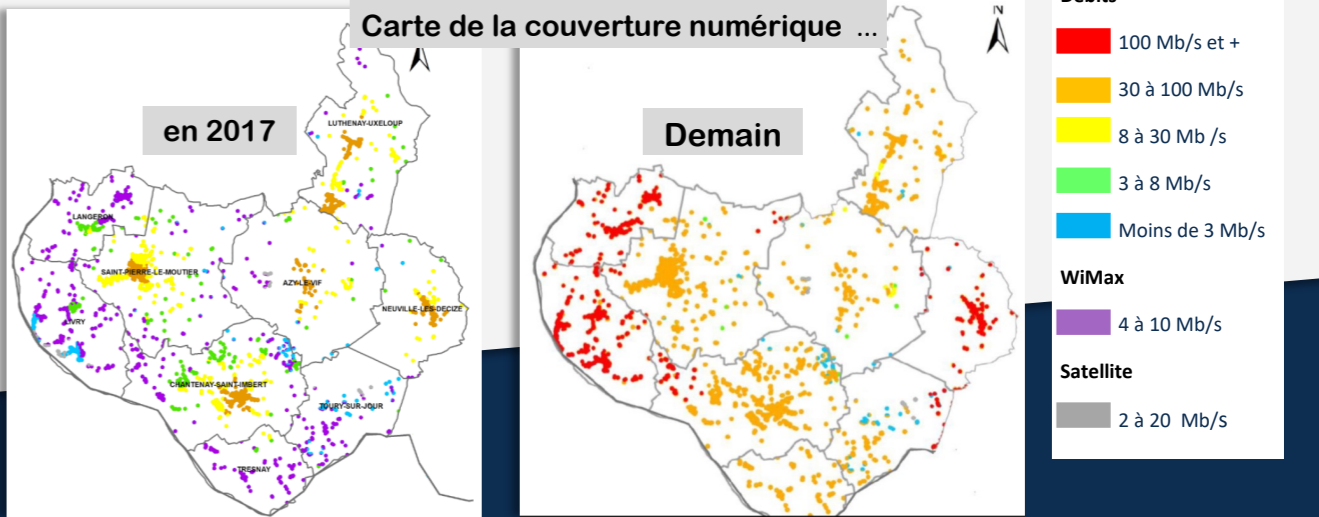 Carte de la couverture numérique ...
en 2017
Demain
N
LUTHENAY-UXELOUP
LANGERON
SAINT-PIERRE-LE-MOUTIER
AZY-LE-VIF
NEUVILLE-LES-DECIZE
LIVRY
CHANTENAY-SAINT-IMBERT
TOURY-SUR-JOUR
TRESNAY
Débits
100 Mb/s et +
30 à 100 Mb/s
8 à 30 Mb /s
3 à 8 Mb/s
Moins de 3 Mb/s
WiMax
4 à 10 Mb/s
Satellite
2 à 20 Mb/s